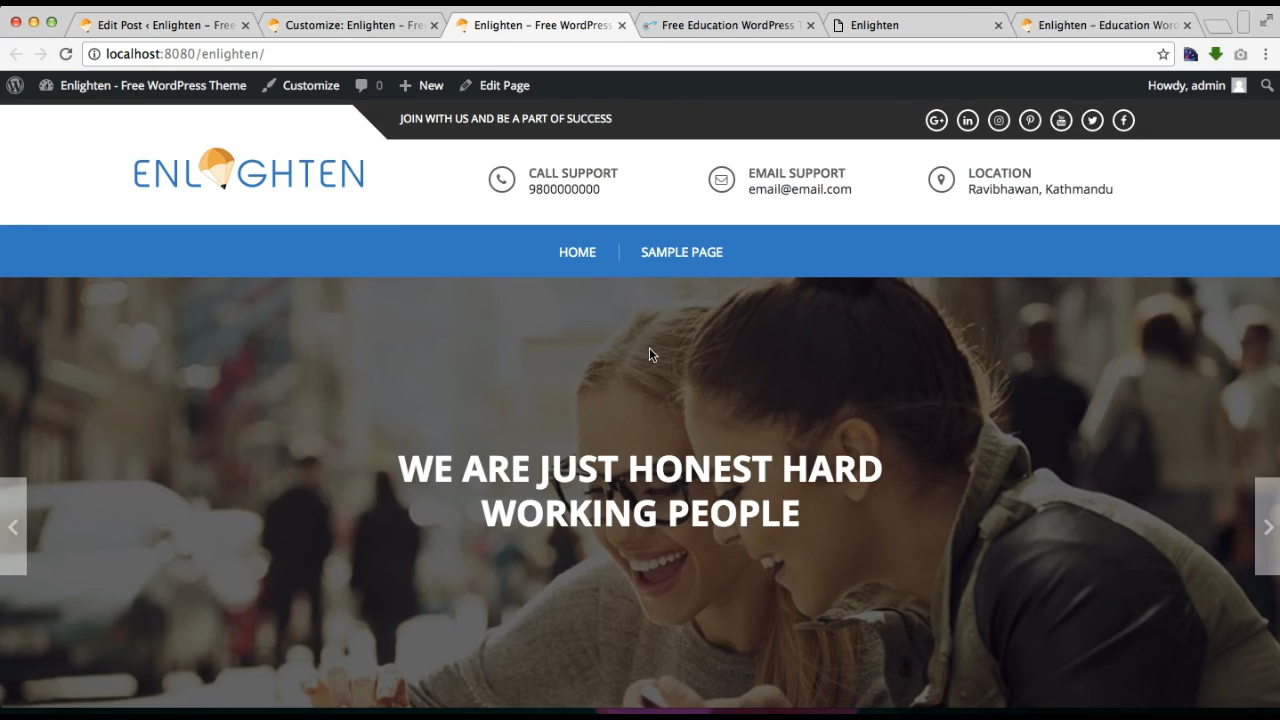 Edit Post ‹ Enlighten – Free
Customize: Enlighten – Fre
Enlighten – Free WordPress
Free Education WordPress T
Enlighten
Enlighten – Education Word
localhost:8080/enlighten/
Enlighten - Free WordPress Theme
Customize
0
New
Edit Page
Howdy, admin
JOIN WITH US AND BE A PART OF SUCCESS
ENLIGHTEN
CALL SUPPORT
9800000000
EMAIL SUPPORT
email@email.com
LOCATION
Ravibhawan, Kathmandu
HOME
SAMPLE PAGE
WE ARE JUST HONEST HARD
WORKING PEOPLE